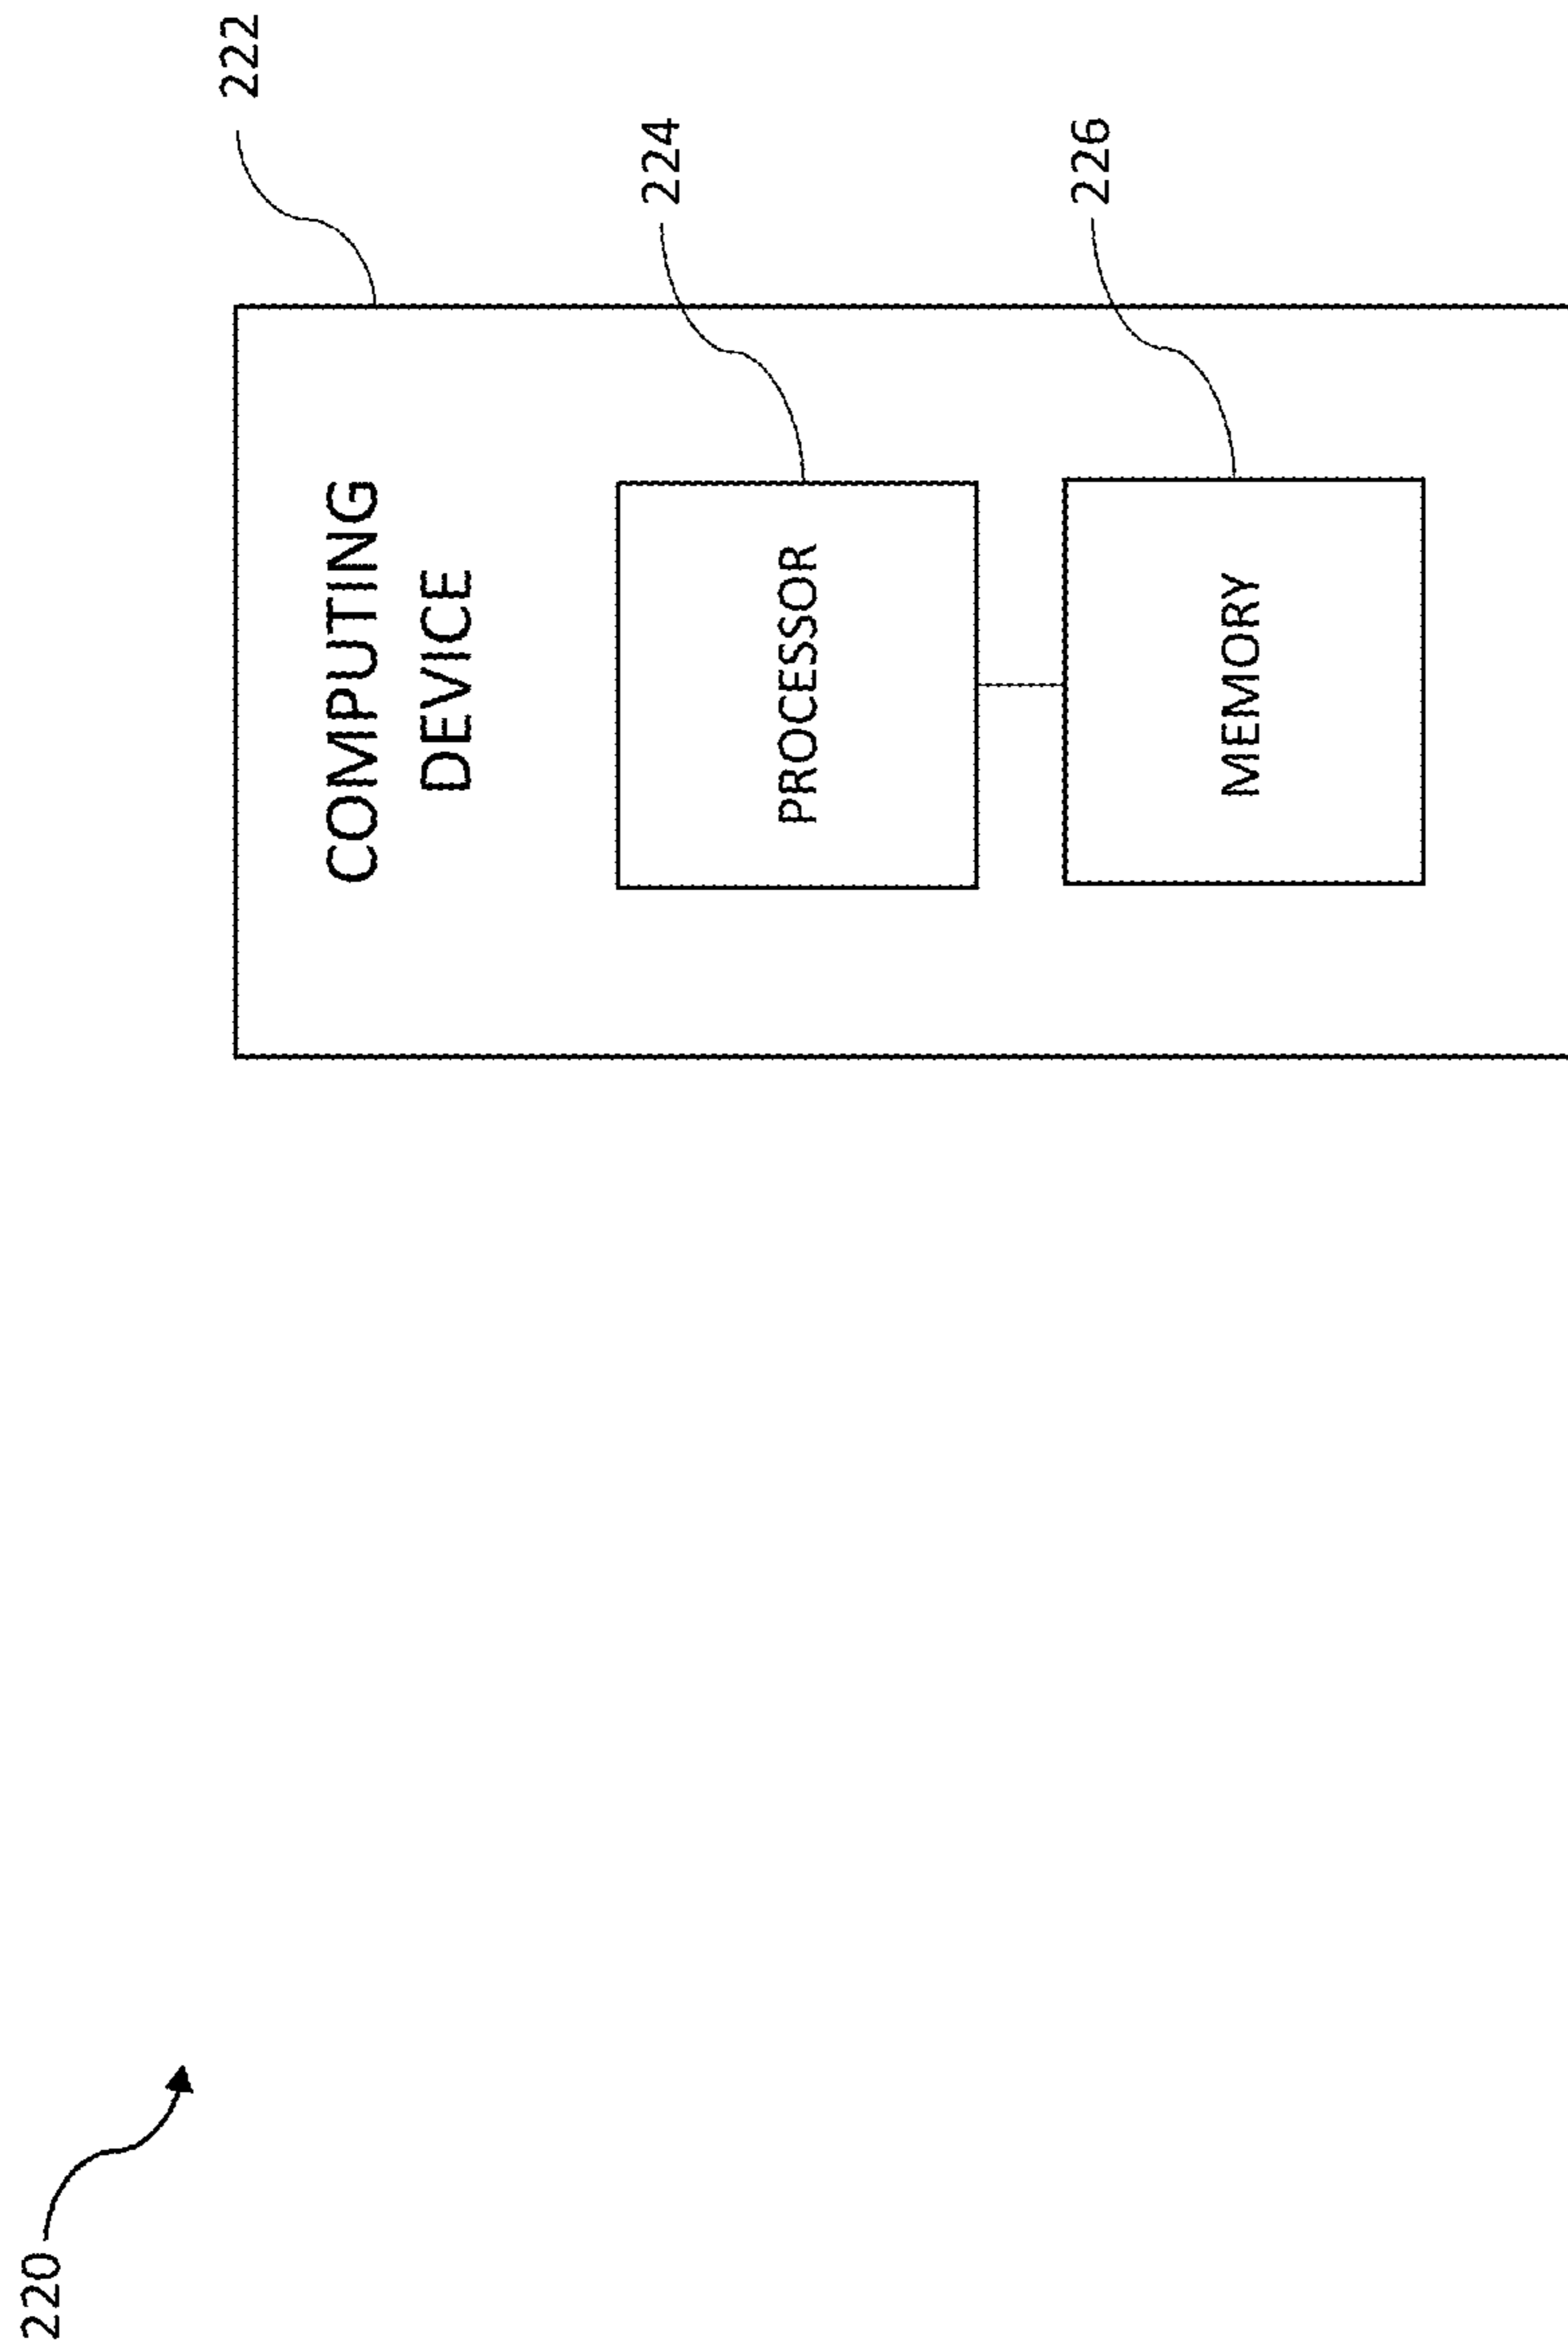 220
222
COMPUTING
DEVICE
224
PROCESSOR
226
MEMORY